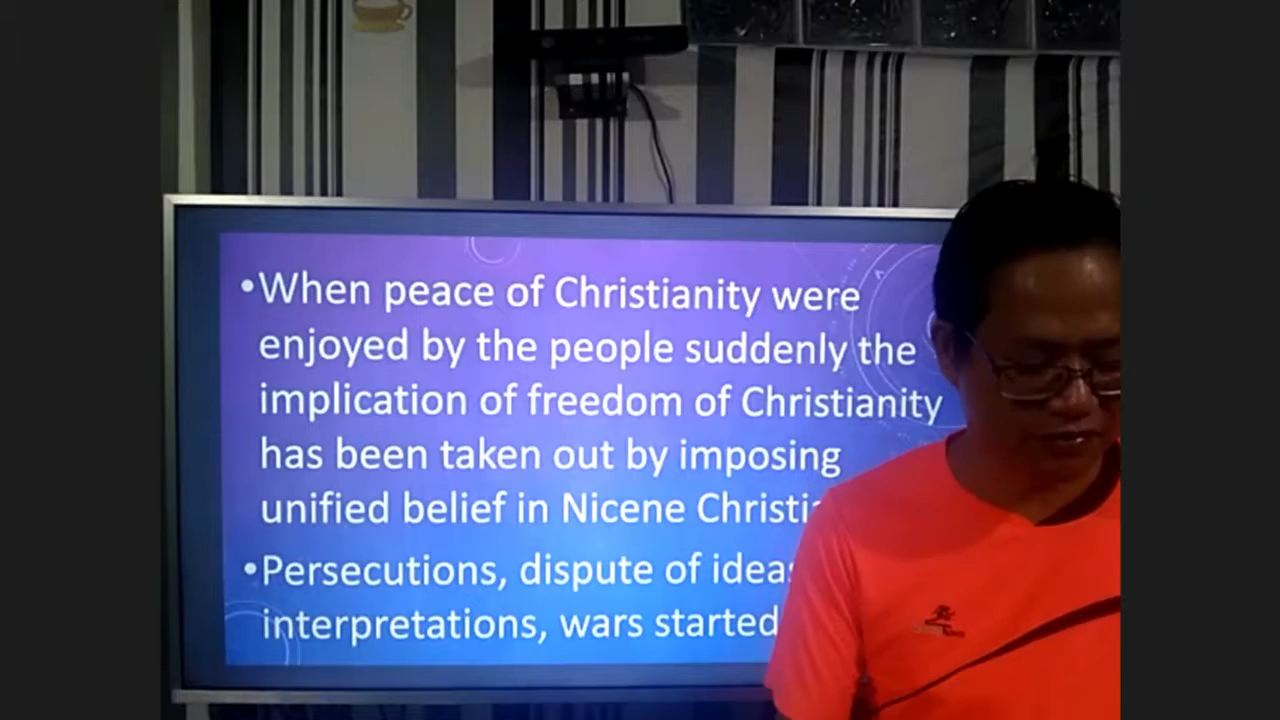 •When peace of Christianity were
enjoyed by the people suddenly the
implication of freedom of Christianity
has been taken out by imposing
unified belief in Nicene
•Persecutions, dispute of
interpretations, wars started